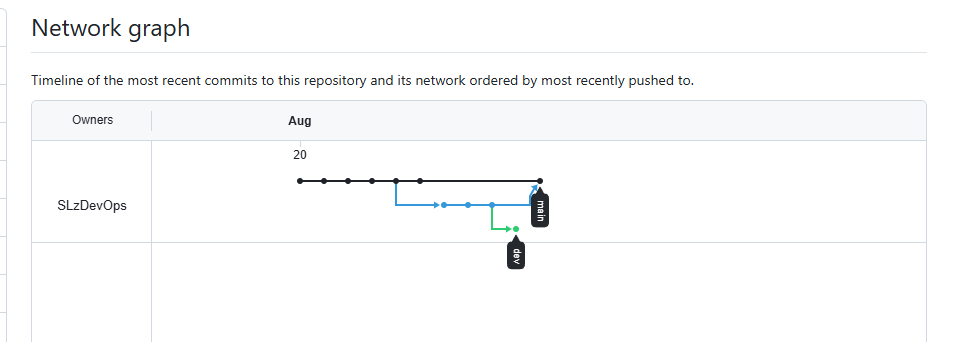 Network graph
Timeline of the most recent commits to this repository and its network ordered by most recently pushed to.
Owners
Aug
20
SLzDevOps
main
dev